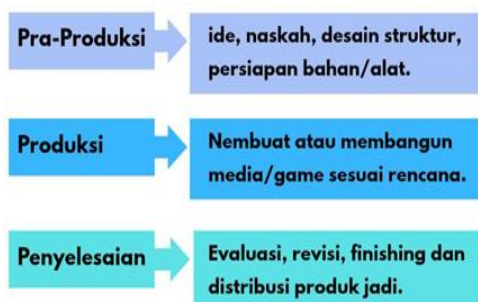 Pra-Produksi
ide, naskah, desain struktur,
persiapan bahan/alat.
Produksi
Nembuat atau membangun
media/game sesuai rencana.
Penyelesaian
Evaluasi, revisi, finishing dan
distribusi produk jadi.